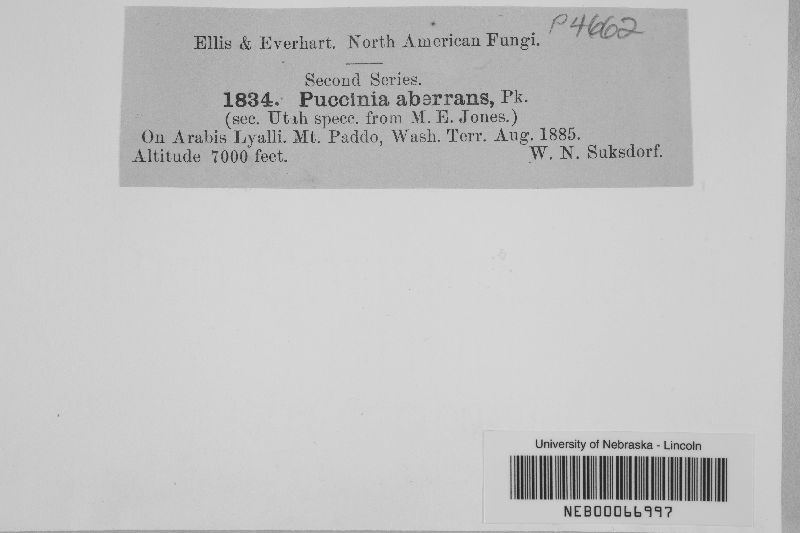 P4662
Ellis & Everhart. North American Fungi.
Second Series.
1834. Puccinia aberrans, Pk.
(sec. Utah specc. from M. E. Jones.)
On Arabis Lyalli. Mt. Paddo, Wash. Terr. Aug. 1885.
Altitude 7000 feet. W. N. Suksdorf.
University of Nebraska - Lincoln
NEB00066997